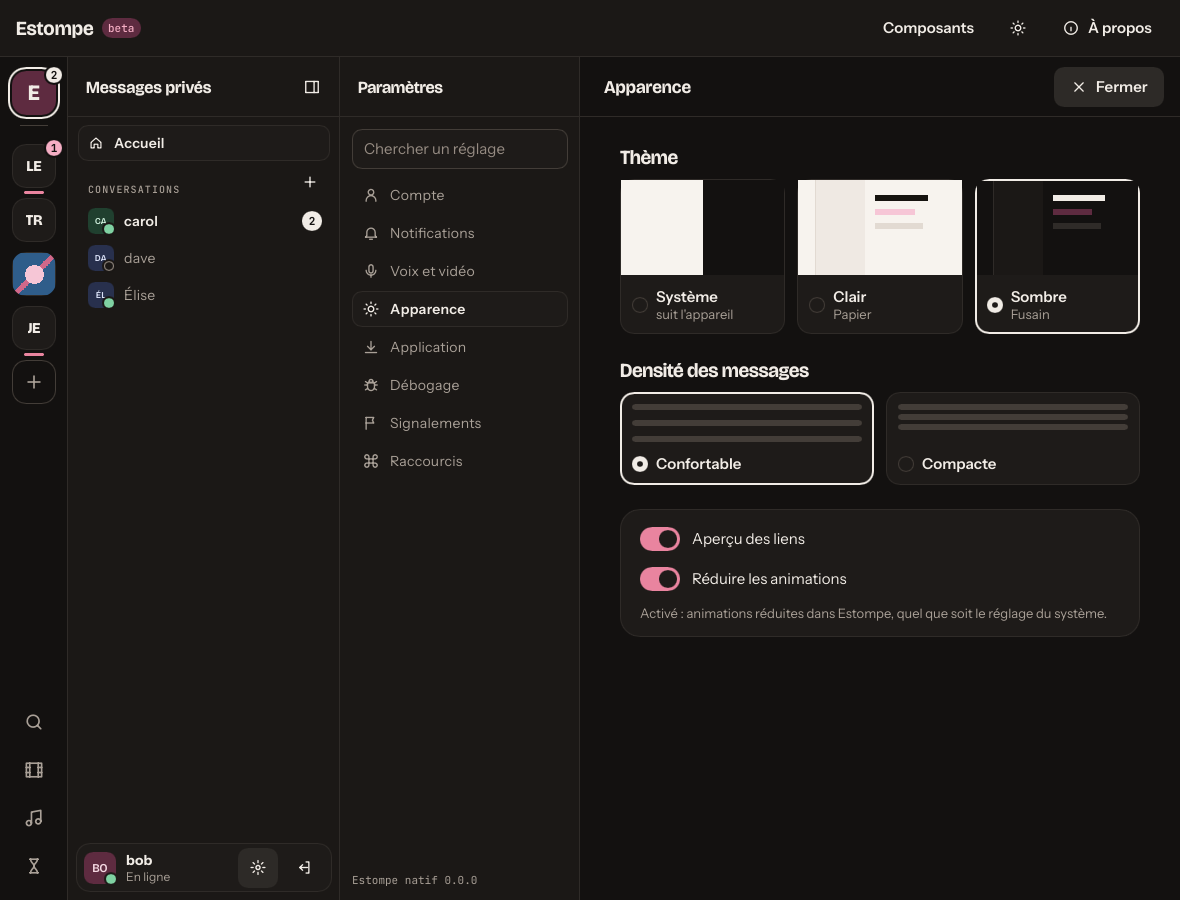 Estompe beta
Composants
À propos
E
2
LE
1
TR
JE
Messages privés
Accueil
CONVERSATIONS
CA
carol
2
DA
dave
ÉL
Élise
BO
bob
En ligne
Paramètres
Chercher un réglage
Compte
Notifications
Voix et vidéo
Apparence
Application
Débogage
Signalements
Raccourcis
Estompe natif 0.0.0
Apparence
Fermer
Thème
Système
suit l'appareil
Clair
Papier
Sombre
Fusain
Densité des messages
Confortable
Compacte
Aperçu des liens
Réduire les animations
Activé : animations réduites dans Estompe, quel que soit le réglage du système.